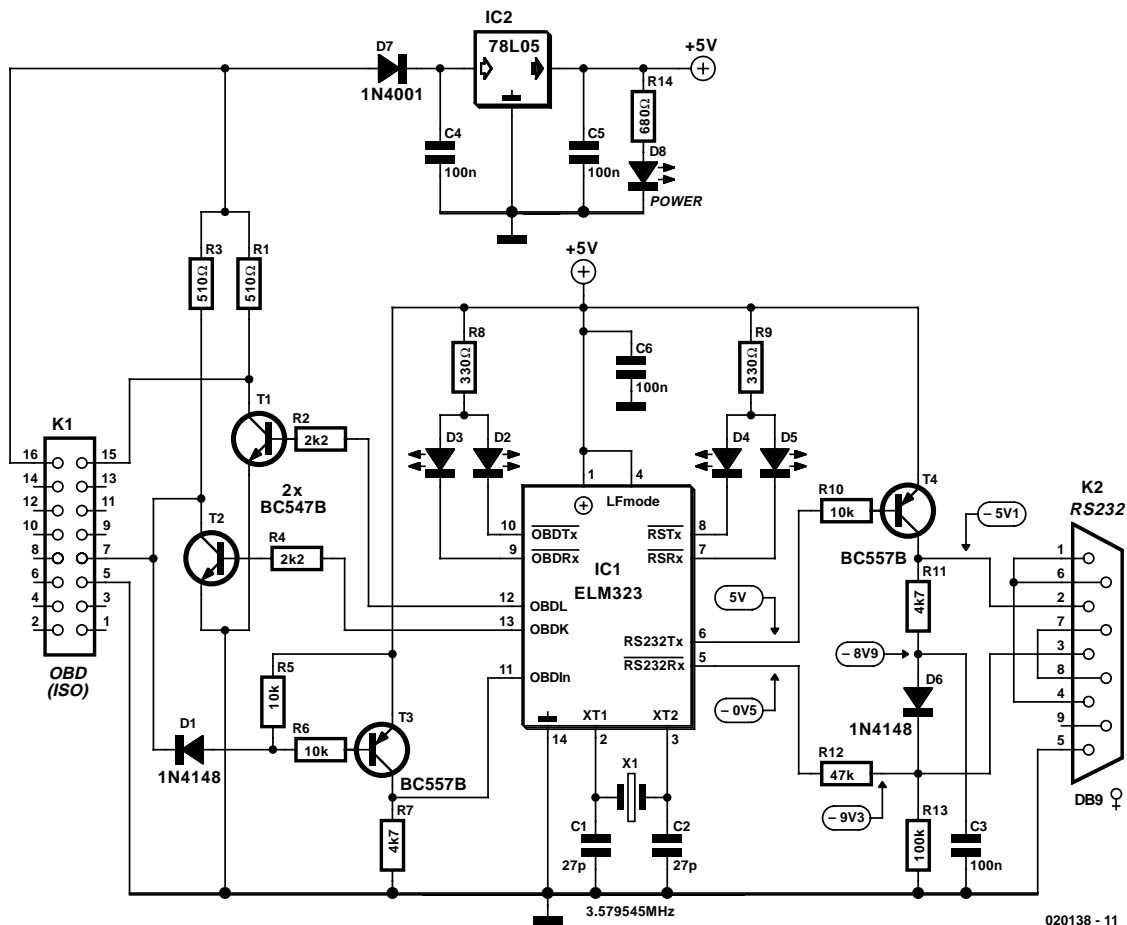 IC2
78L05
D7
1N4001
+5V
C4
100n
C5
100n
R14
680Ω
D8
POWER
R3
510Ω
R1
510Ω
+5V
R8
330Ω
C6
100n
R9
330Ω
K1
16
15
14
13
12
11
10
9
8
7
6
5
4
3
2
1
OBD
(ISO)
T1
R2
2k2
2x
BC547B
T2
R4
2k2
D3
D2
D4
D5
1
4
LFmode
10
OBDTx
9
OBDRx
12
OBDL
13
OBDK
11
OBDIn
IC1
ELM323
RSTx
8
RSRx
7
RS232Tx
6
RS232Rx
5
XT1
XT2
14
2
3
5V
– 0V5
R10
10k
T4
BC557B
– 5V1
R11
4k7
– 8V9
D6
1N4148
R12
47k
– 9V3
R13
100k
C3
100n
K2
RS232
1
6
2
7
3
8
4
9
5
DB9 ♀
R5
10k
D1
1N4148
R6
10k
T3
BC557B
R7
4k7
X1
C1
27p
C2
27p
3.579545MHz
020138 - 11